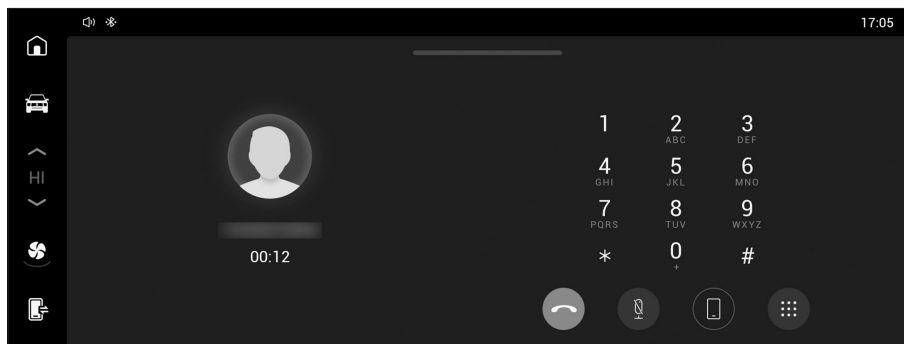 17:05
HI
00:12
1 2 3
ABC DEF
4 5 6
GHI JKL MNO
7 8 9
PQRS TUV WXYZ
* 0 #
+